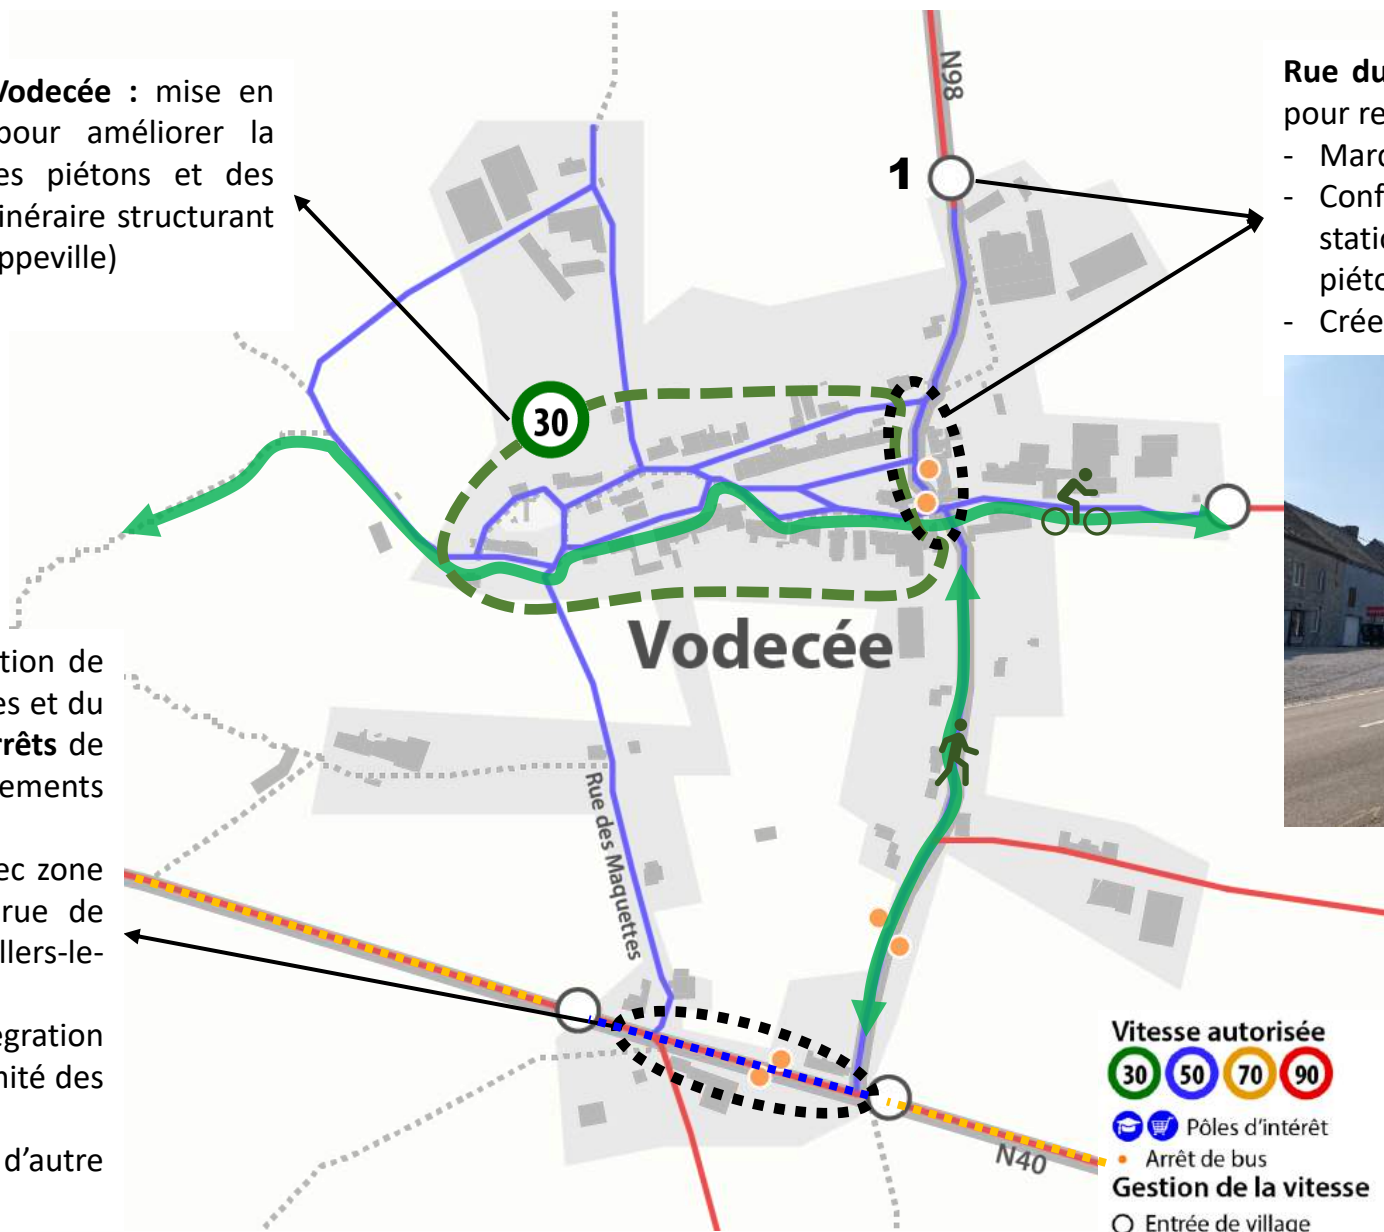 Vodecée : mise en
pour améliorer la
es piétons et des
inéraire structurant
ppeville)
N98
1
Rue du
pour re
- Marq
- Conf
static
piéto
- Crée
30
Vodecée
tion de
es et du
rrêts de
ements
ec zone
rue de
llers-le-
égration
nité des
d'autre
Rue des Maquettes
N40
Vitesse autorisée
30 50 70 90
Pôles d'intérêt
Arrêt de bus
Gestion de la vitesse
Entrée de village